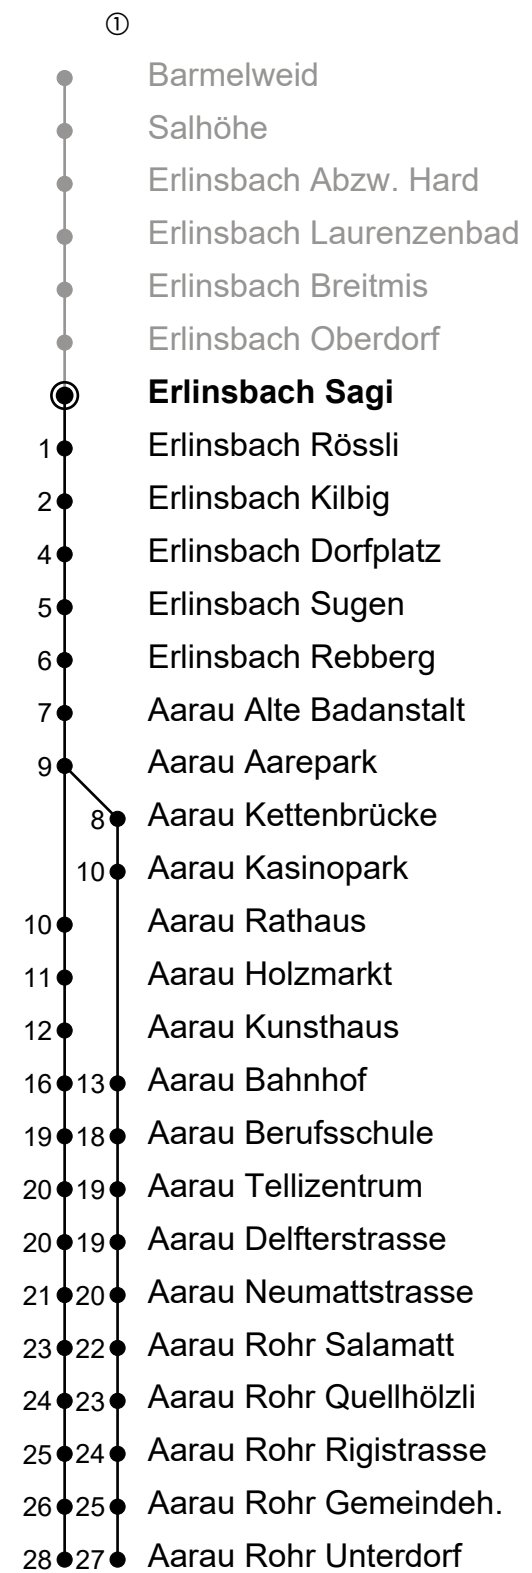 ①
Barmelweid
Salhöhe
Erlinsbach Abzw. Hard
Erlinsbach Laurenzenbad
Erlinsbach Breitmis
Erlinsbach Oberdorf
Erlinsbach Sagi
1 Erlinsbach Rössli
2 Erlinsbach Kilbig
4 Erlinsbach Dorfplatz
5 Erlinsbach Sugen
6 Erlinsbach Rebberg
7 Aarau Alte Badanstalt
9 Aarau Aarepark
8 Aarau Kettenbrücke
10 Aarau Kasinopark
10 Aarau Rathaus
11 Aarau Holzmarkt
12 Aarau Kunsthaus
16 13 Aarau Bahnhof
19 18 Aarau Berufsschule
20 19 Aarau Tellizentrum
20 19 Aarau Delfterstrasse
21 20 Aarau Neumattstrasse
23 22 Aarau Rohr Salamatt
24 23 Aarau Rohr Quellhölzli
25 24 Aarau Rohr Rigistrasse
26 25 Aarau Rohr Gemeindeh.
28 27 Aarau Rohr Unterdorf